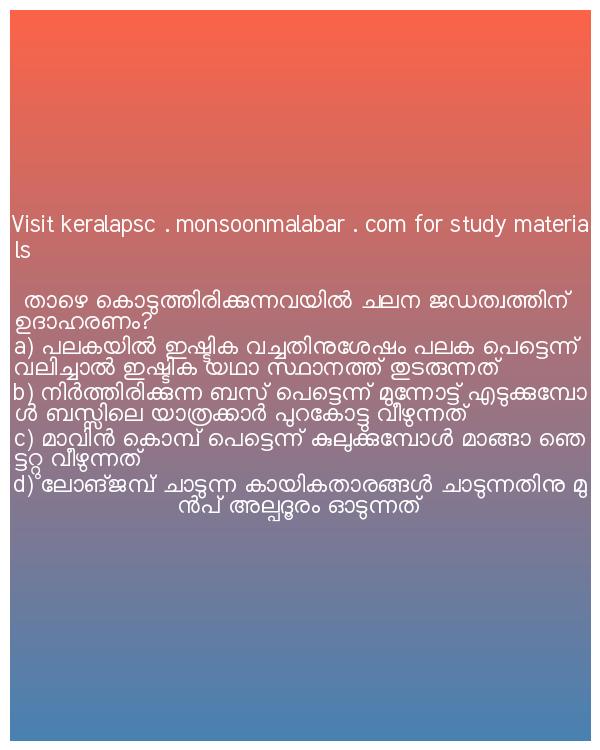 Visit keralapsc . monsoonmalabar . com for study materia
ls
താഴെ കൊടുത്തിരിക്കുന്നവയിൽ ചലന ജഡത്വത്തിന്
ഉദാഹരണം?
a) പലകയിൽ ഇഷ്ടിക വച്ചതിനുശേഷം പലക പെട്ടെന്ന്
വലിച്ചാൽ ഇഷ്ടിക യഥാ സ്ഥാനത്ത് തുടരുന്നത്
b) നിർത്തിരിക്കുന്ന ബസ് പെട്ടെന്ന് മുന്നോട്ട് എടുക്കുമ്പോ
ൾ ബസ്സിലെ യാത്രക്കാർ പുറകോട്ടു വീഴുന്നത്
c) മാവിൻ കൊമ്പ് പെട്ടെന്ന് കുലുക്കുമ്പോൾ മാങ്ങാ ഞെ
ട്ടറ്റു വീഴുന്നത്
d) ലോങ്ജമ്പ് ചാടുന്ന കായികതാരങ്ങൾ ചാടുന്നതിനു മു
ൻപ് അല്പദൂരം ഓടുന്നത്